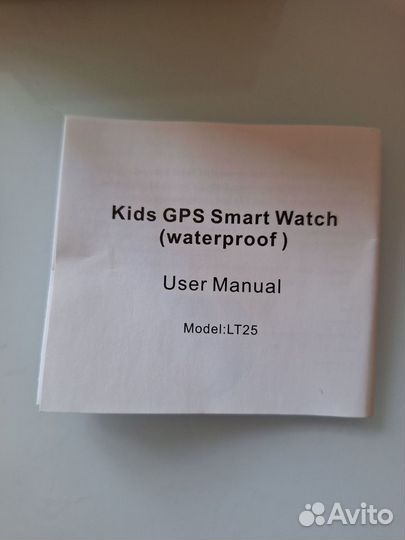 Kids GPS Smart Watch
(waterproof )
User Manual
Model:LT25
Avito